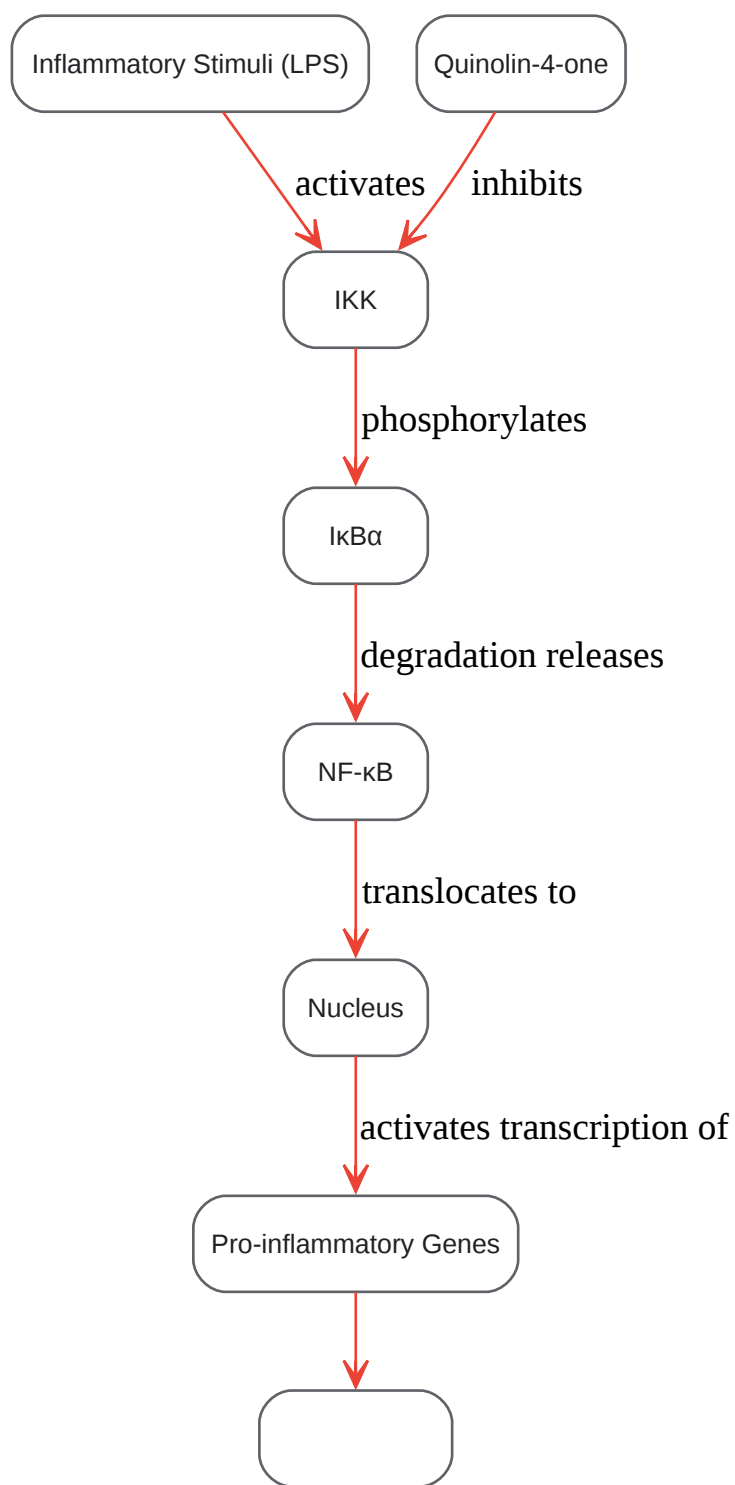 Inflammatory Stimuli (LPS)
Quinolin-4-one
activates
inhibits
IKK
phosphorylates
IκBα
degradation releases
NF-κB
translocates to
Nucleus
activates transcription of
Pro-inflammatory Genes